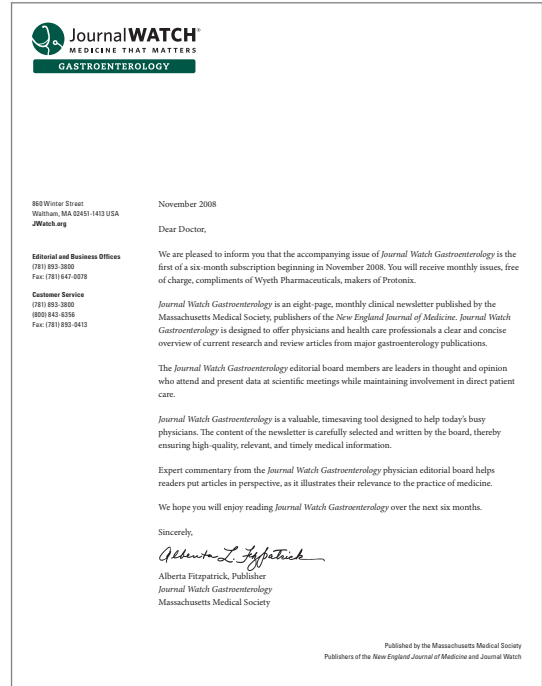 JournalWATCH®
MEDICINE THAT MATTERS
GASTROENTEROLOGY
860 Winter Street
Waltham, MA 02451-1413 USA
JWatch.org
Editorial and Business Offices
(781) 893-3800
Fax: (781) 647-0078
Customer Service
(781) 893-3800
(800) 843-6356
Fax: (781) 893-0413
November 2008
Dear Doctor,
We are pleased to inform you that the accompanying issue of Journal Watch Gastroenterology is the
first of a six-month subscription beginning in November 2008. You will receive monthly issues, free
of charge, compliments of Wyeth Pharmaceuticals, makers of Protonix.
Journal Watch Gastroenterology is an eight-page, monthly clinical newsletter published by the
Massachusetts Medical Society, publishers of the New England Journal of Medicine. Journal Watch
Gastroenterology is designed to offer physicians and health care professionals a clear and concise
overview of current research and review articles from major gastroenterology publications.
The Journal Watch Gastroenterology editorial board members are leaders in thought and opinion
who attend and present data at scientific meetings while maintaining involvement in direct patient
care.
Journal Watch Gastroenterology is a valuable, timesaving tool designed to help today's busy
physicians. The content of the newsletter is carefully selected and written by the board, thereby
ensuring high-quality, relevant, and timely medical information.
Expert commentary from the Journal Watch Gastroenterology physician editorial board helps
readers put articles in perspective, as it illustrates their relevance to the practice of medicine.
We hope you will enjoy reading Journal Watch Gastroenterology over the next six months.
Sincerely,
Alberta L. Fitzpatrick
Alberta Fitzpatrick, Publisher
Journal Watch Gastroenterology
Massachusetts Medical Society
Published by the Massachusetts Medical Society
Publishers of the New England Journal of Medicine and Journal Watch